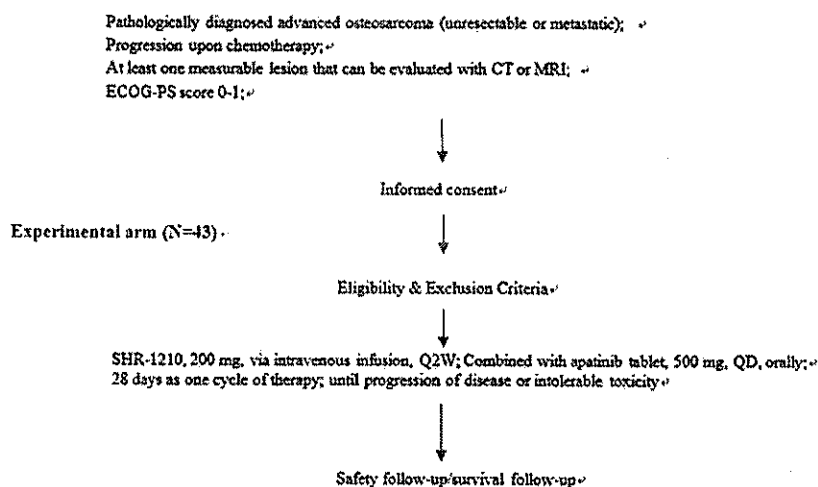 Pathologically diagnosed advanced osteosarcoma (unresectable or metastatic);
Progression upon chemotherapy;
At least one measurable lesion that can be evaluated with CT or MRI;
ECOG-PS score 0-1;
Informed consent
Experimental arm (N=43)
Eligibility & Exclusion Criteria
SHR-1210, 200 mg, via intravenous infusion, Q2W; Combined with apatinib tablet, 500 mg, QD, orally;
28 days as one cycle of therapy; until progression of disease or intolerable toxicity
Safety follow-up/survival follow-up